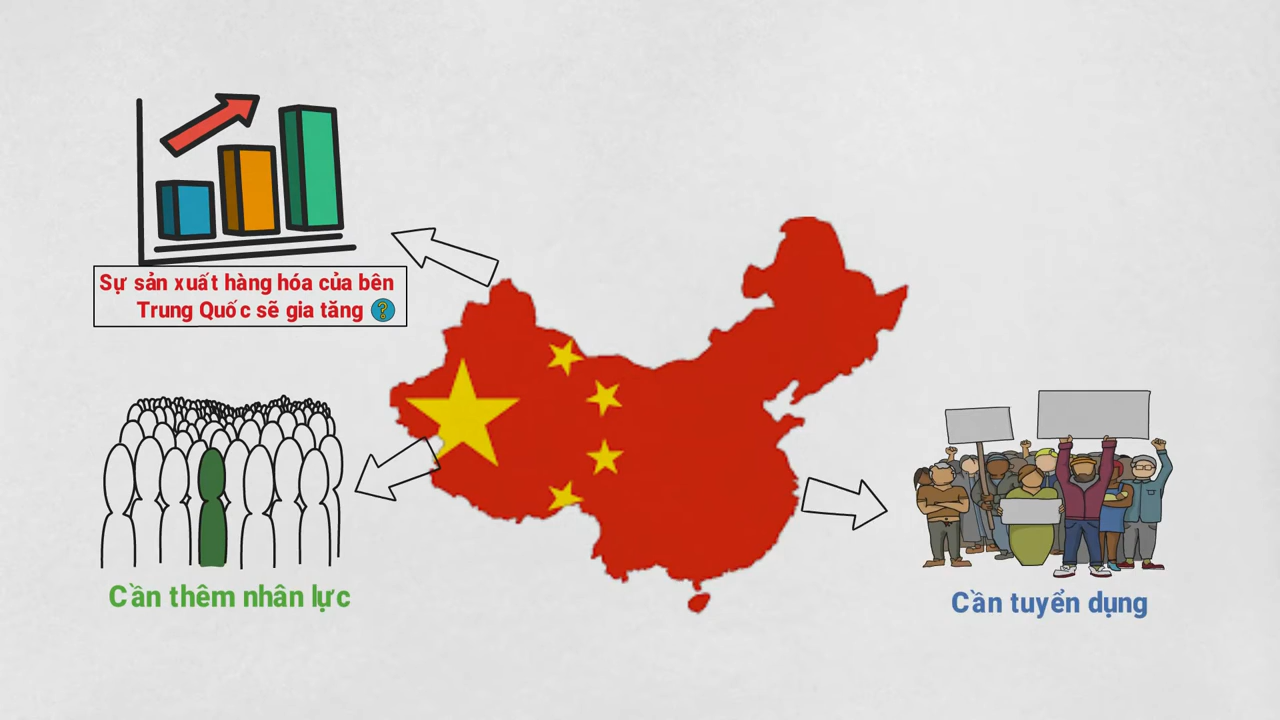 Sự sản xuất hàng hóa của bên
Trung Quốc sẽ gia tăng ?
Cần thêm nhân lực
Cần tuyển dụng